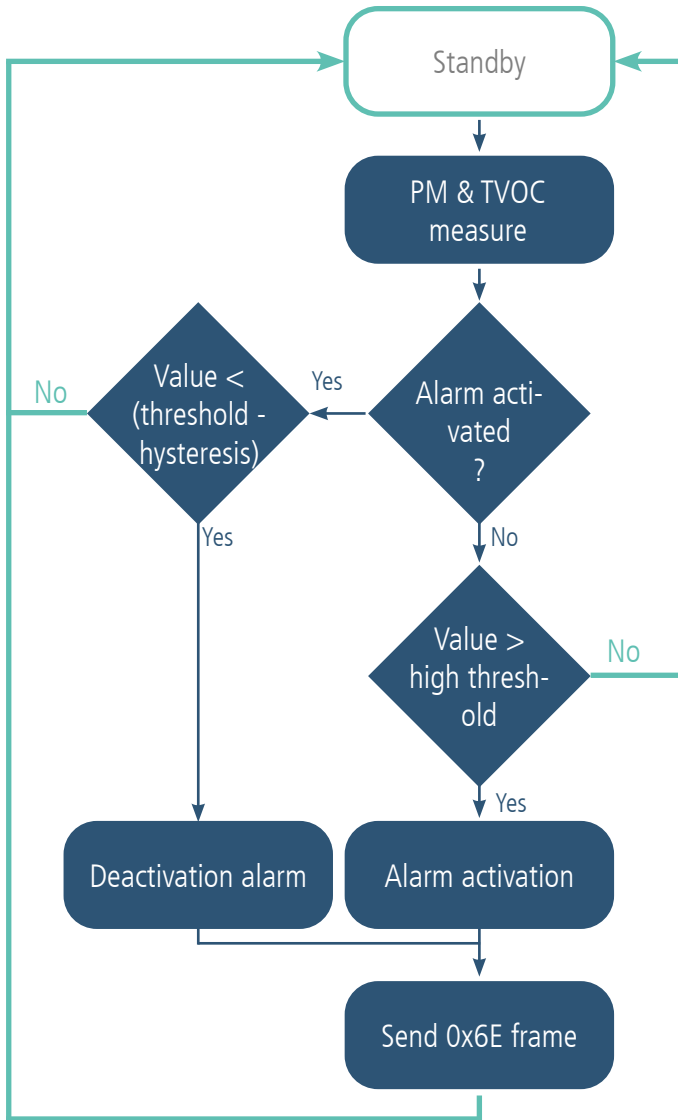 Standby
PM & TVOC
measure
Value <
(threshold -
hysteresis)
No
Yes
Alarm acti-
vated
?
Yes
No
Value >
high thresh-
old
No
Yes
Deactivation alarm
Alarm activation
Send 0x6E frame